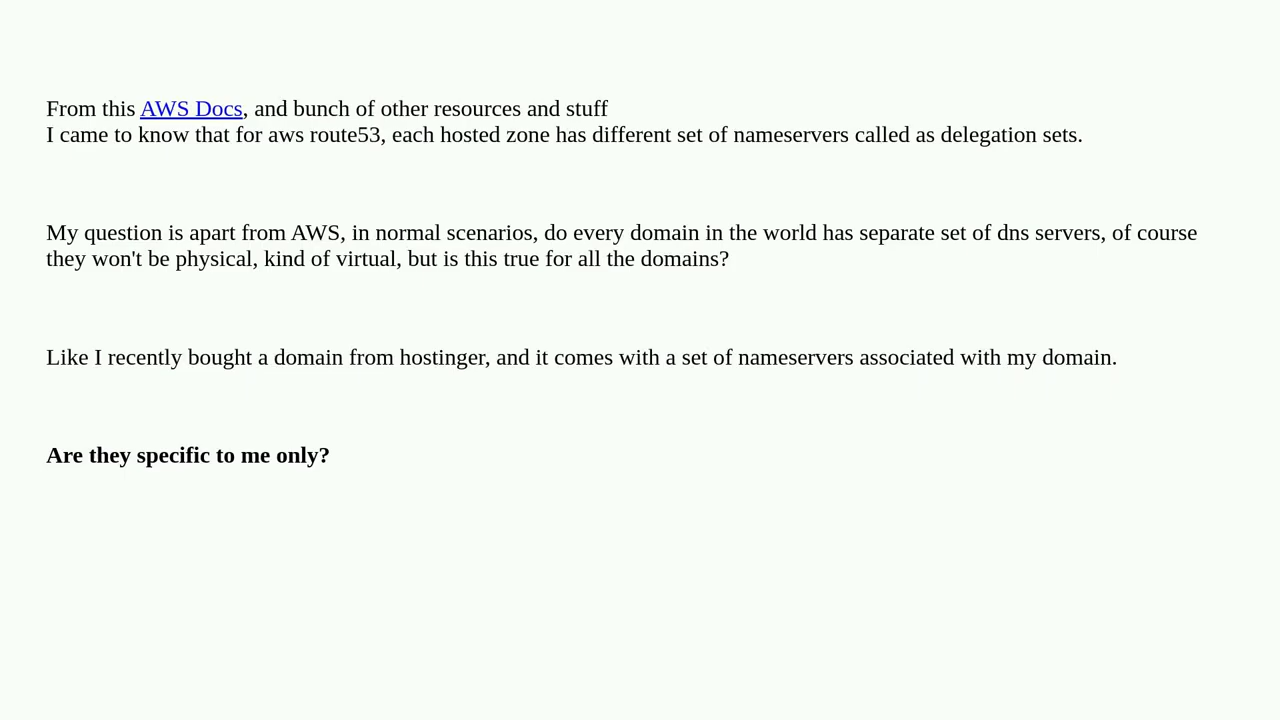 From this AWS Docs, and bunch of other resources and stuff
I came to know that for aws route53, each hosted zone has different set of nameservers called as delegation sets.
My question is apart from AWS, in normal scenarios, do every domain in the world has separate set of dns servers, of course
they won't be physical, kind of virtual, but is this true for all the domains?
Like I recently bought a domain from hostinger, and it comes with a set of nameservers associated with my domain.
Are they specific to me only?